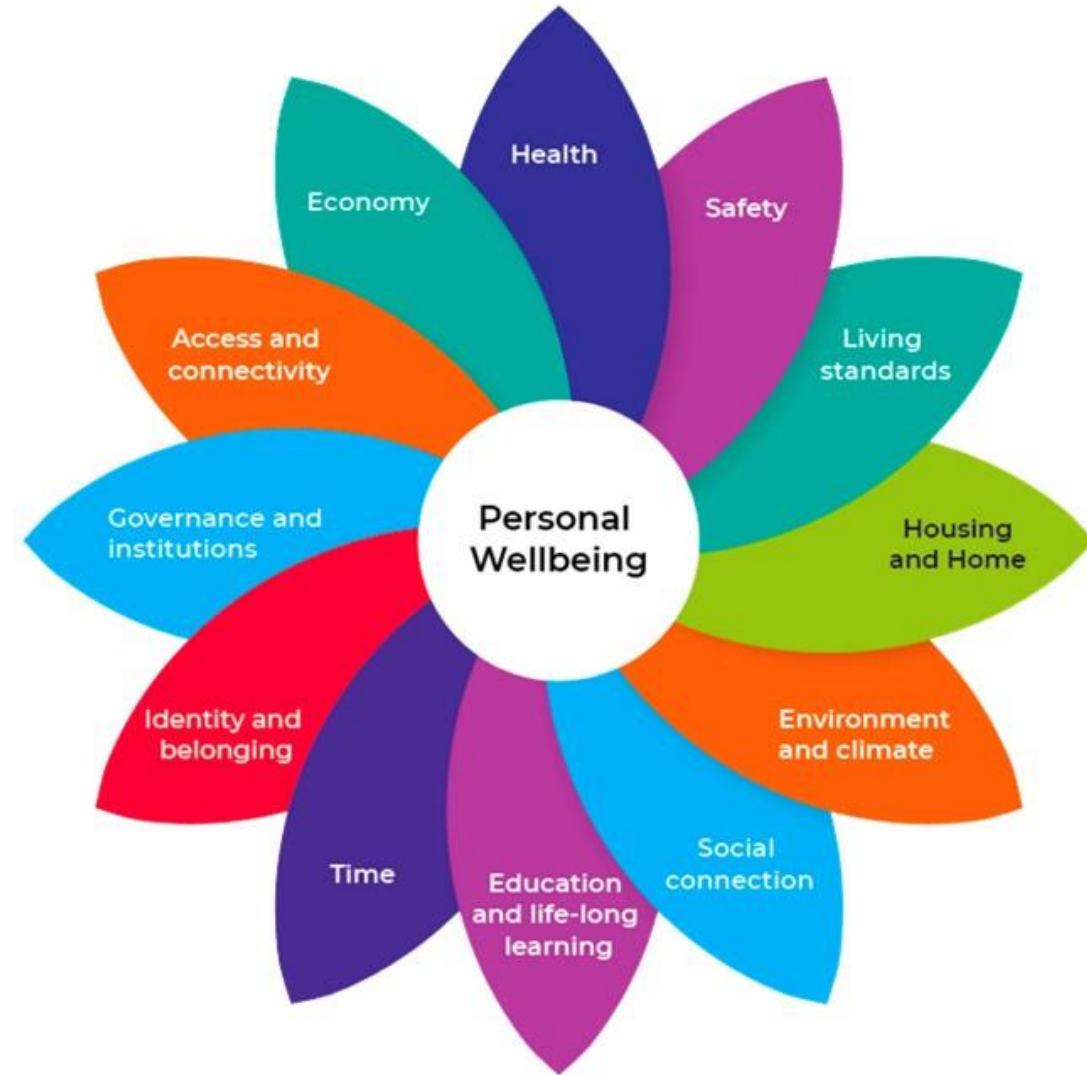 Health
Safety
Living
standards
Housing
and Home
Environment
and climate
Social
connection
Education
and life-long
learning
Time
Identity and
belonging
Governance and
institutions
Access and
connectivity
Economy
Personal
Wellbeing